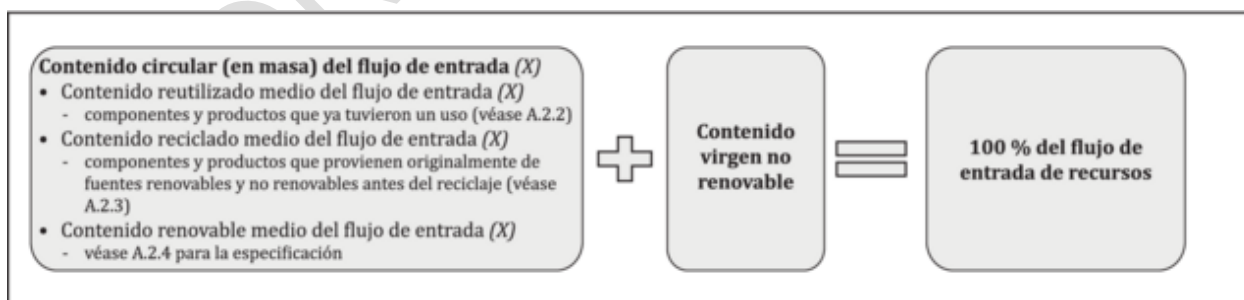 Contenido circular (en masa) del flujo de entrada (X)
• Contenido reutilizado medio del flujo de entrada (X)
- componentes y productos que ya tuvieron un uso (véase A.2.2)
• Contenido reciclado medio del flujo de entrada (X)
- componentes y productos que provienen originalmente de
fuentes renovables y no renovables antes del reciclaje (véase
A.2.3)
• Contenido renovable medio del flujo de entrada (X)
- véase A.2.4 para la especificación
Contenido
virgen no
renovable
100 % del flujo de
entrada de recursos